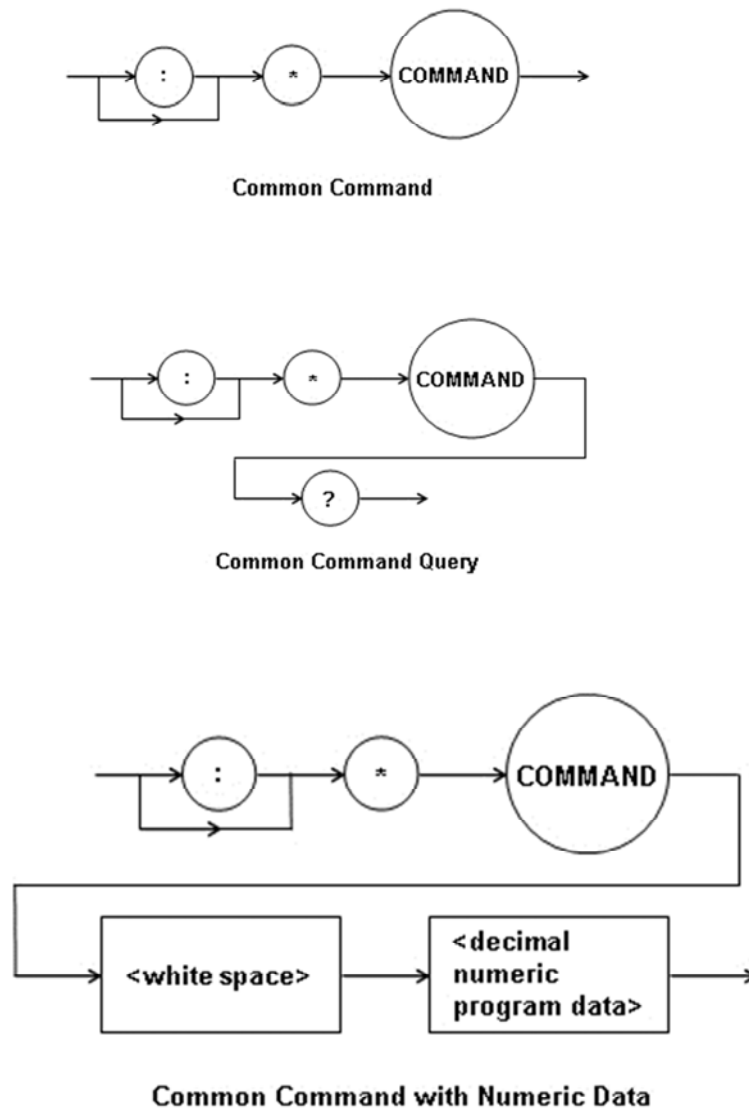 : * COMMAND
Common Command
: * COMMAND
?
Common Command Query
: * COMMAND
<white space>
<decimal
numeric
program data>
Common Command with Numeric Data